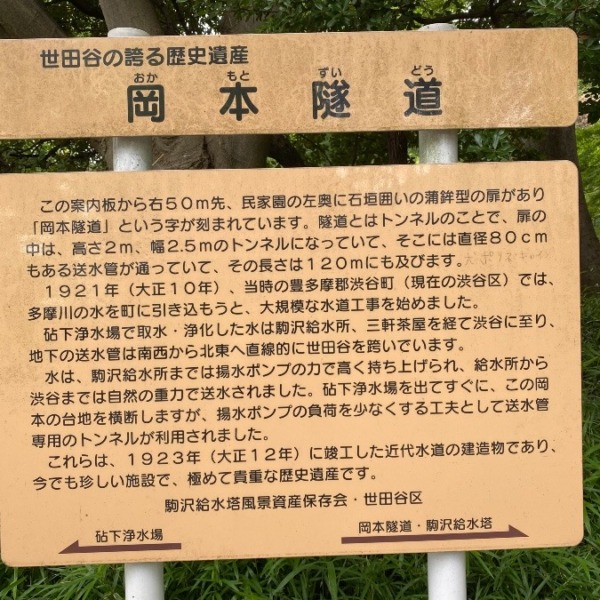 世田谷の誇る歴史遺産
おか もと ずい どう
岡本隧道
この案内板から右50m先、民家園の左奥に石垣囲いの蒲鉾型の扉があり
「岡本隧道」という字が刻まれています。隧道とはトンネルのことで、扉の
中は、高さ2m、幅2.5mのトンネルになっていて、そこには直径80cm
もある送水管が通っていて、その長さは120mにも及びます。
1921年（大正10年）、当時の豊多摩郡渋谷町（現在の渋谷区）では、
多摩川の水を町に引き込もうと、大規模な水道工事を始めました。
砧下浄水場で取水・浄化した水は駒沢給水所、三軒茶屋を経て渋谷に至り、
地下の送水管は南西から北東へ直線的に世田谷を跨いでいます。
水は、駒沢給水所までは揚水ポンプの力で高く持ち上げられ、給水所から
渋谷までは自然の重力で送水されました。砧下浄水場を出てすぐに、この岡
本の台地を横断しますが、揚水ポンプの負荷を少なくする工夫として送水管
専用のトンネルが利用されました。
これらは、1923年（大正12年）に竣工した近代水道の建造物であり、
今でも珍しい施設で、極めて貴重な歴史遺産です。
駒沢給水塔風景資産保存会・世田谷区
砧下浄水場
岡本隧道・駒沢給水塔